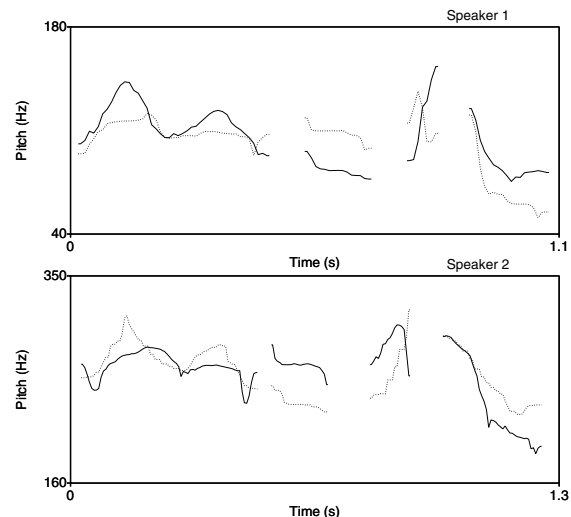 Speaker 1
180
Pitch (Hz)
40
0
1.1
Time (s)
Speaker 2
350
Pitch (Hz)
160
0
1.3
Time (s)